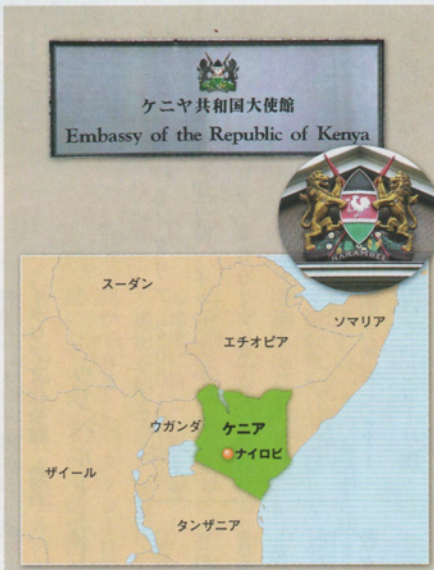 ケニヤ共和国大使館
Embassy of the Republic of Kenya
HARAMBEE
スーダン
ソマリア
エチオピア
ウガンダ
ケニア
ナイロビ
ザイール
タンザニア